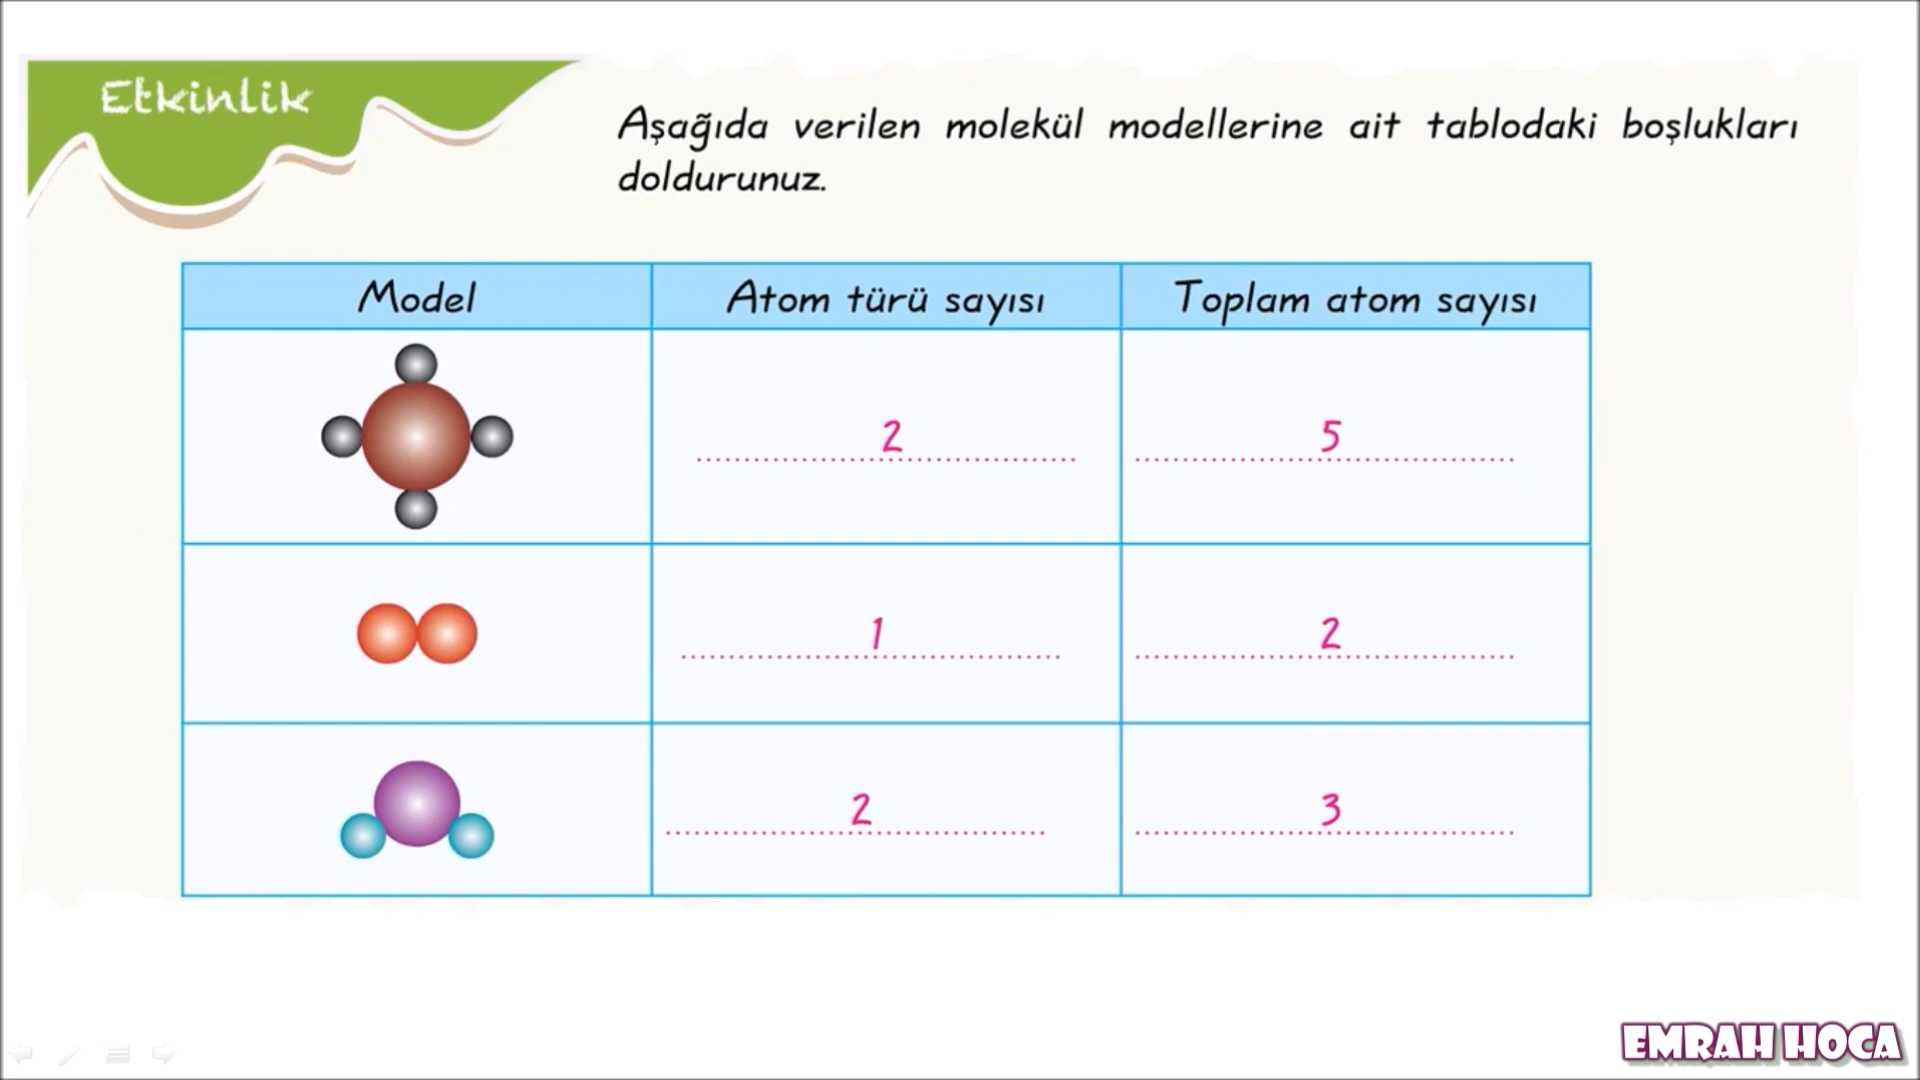 Etkinlik
Aşağıda verilen molekül modellerine ait tablodaki boşlukları
doldurunuz.
Model Atom türü sayısı Toplam atom sayısı
2 5
1 2
2 3
EMRAH HOCA